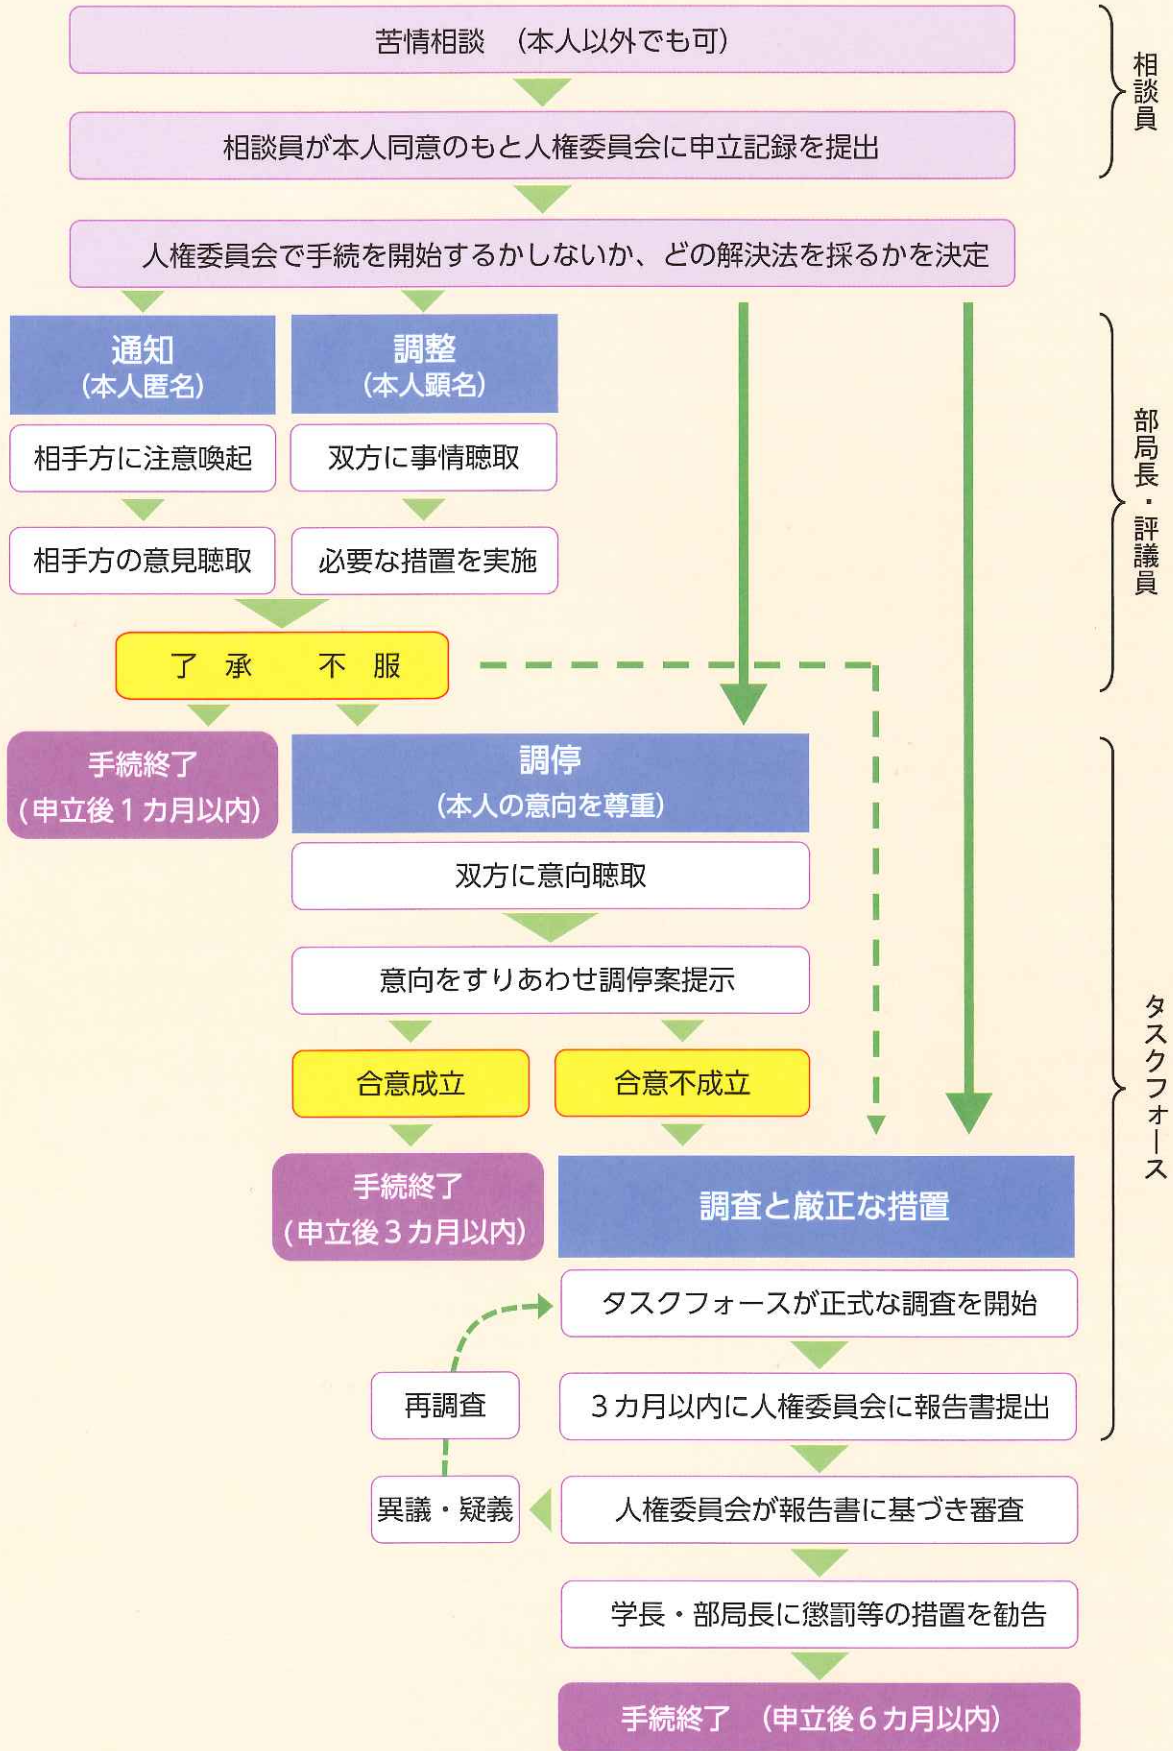 苦情相談　（本人以外でも可）
相談員が本人同意のもと人権委員会に申立記録を提出
相談員
人権委員会で手続を開始するかしないか、どの解決法を採るかを決定
通知
（本人匿名）
調整
（本人顕名）
相手方に注意喚起
双方に事情聴取
相手方の意見聴取
必要な措置を実施
部局長・評議員
了　承　　不　服
手続終了
（申立後１カ月以内）
調停
（本人の意向を尊重）
双方に意向聴取
意向をすりあわせ調停案提示
合意成立
合意不成立
タスクフォース
手続終了
（申立後３カ月以内）
調査と厳正な措置
タスクフォースが正式な調査を開始
再調査
３カ月以内に人権委員会に報告書提出
異議・疑義
人権委員会が報告書に基づき審査
学長・部局長に懲罰等の措置を勧告
手続終了　（申立後６カ月以内）